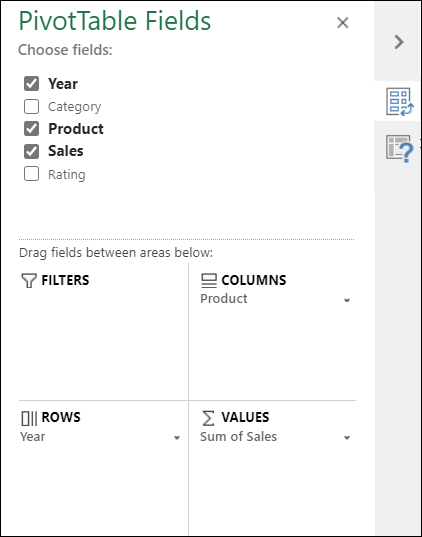 PivotTable Fields
Choose fields:
Year
Category
Product
Sales
Rating
Drag fields between areas below:
FILTERS
COLUMNS
Product
ROWS
VALUES
Year
Sum of Sales